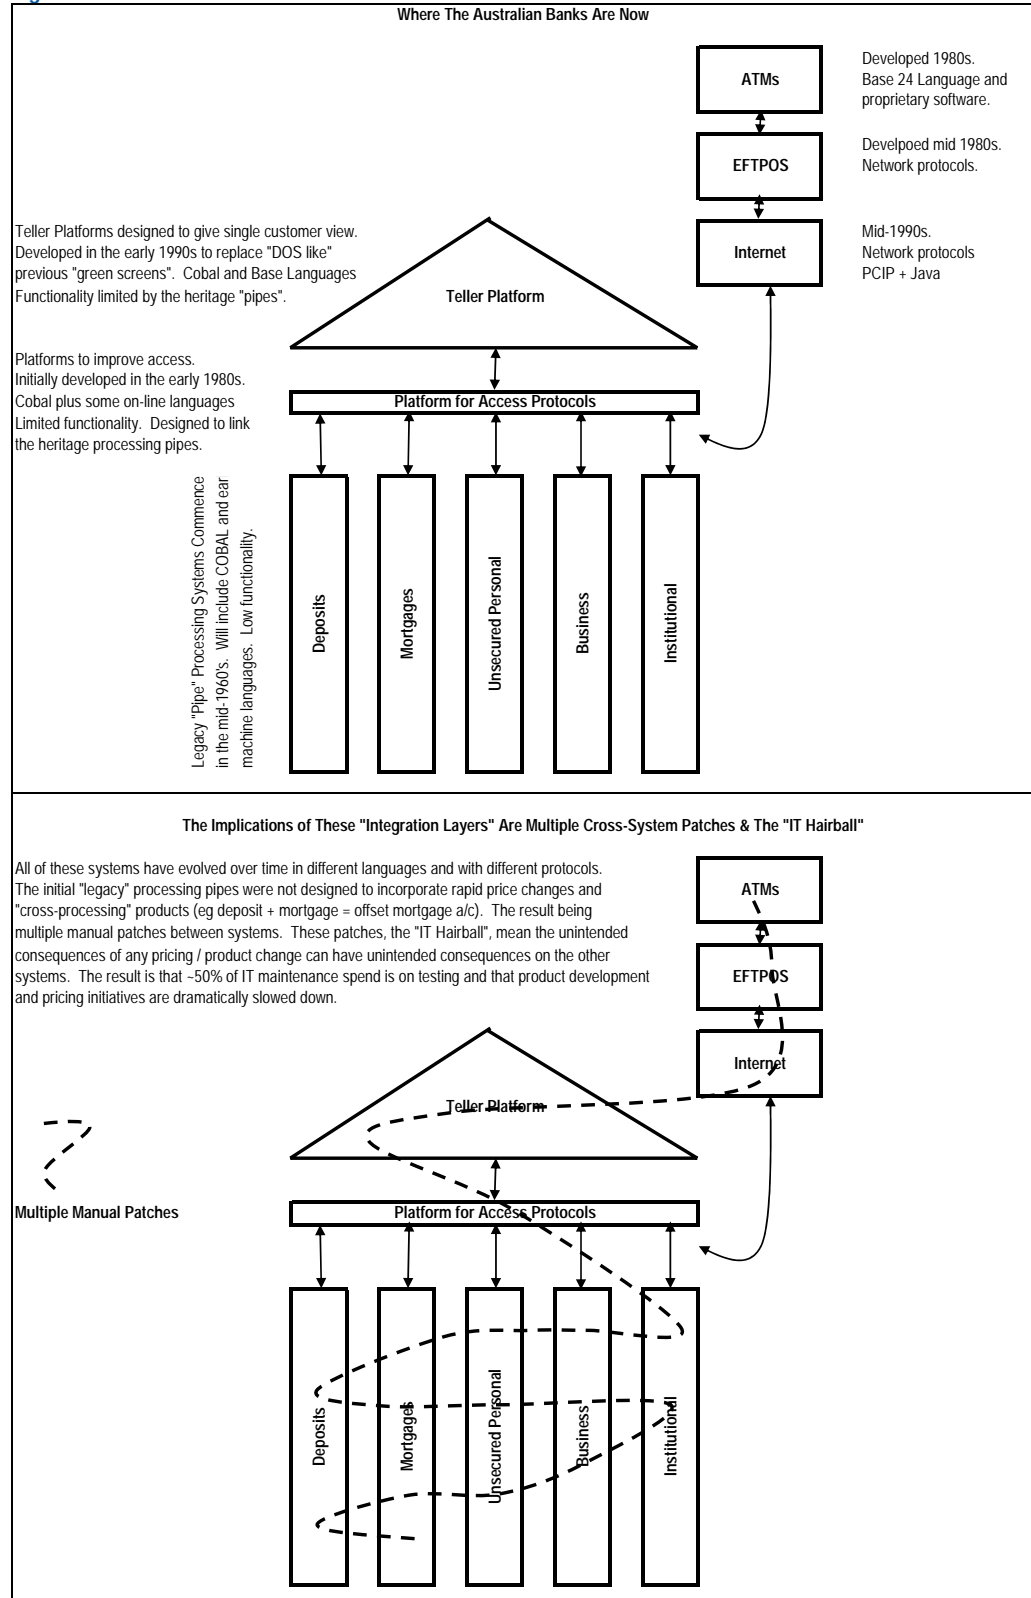 Where The Australian Banks Are Now
ATMs
Developed 1980s.
Base 24 Language and
proprietary software.
EFTPOS
Develpoed mid 1980s.
Network protocols.
Internet
Mid-1990s.
Network protocols
PCIP + Java
Teller Platforms designed to give single customer view.
Developed in the early 1990s to replace "DOS like"
previous "green screens". Cobal and Base Languages
Functionality limited by the heritage "pipes".
Teller Platform
Platforms to improve access.
Initially developed in the early 1980s.
Cobal plus some on-line languages
Limited functionality. Designed to link
the heritage processing pipes.
Platform for Access Protocols
Legacy "Pipe" Processing Systems Commence
in the mid-1960's. Will include COBAL and ear
machine languages. Low functionality.
Deposits
Mortgages
Unsecured Personal
Business
Institutional
The Implications of These "Integration Layers" Are Multiple Cross-System Patches & The "IT Hairball"
All of these systems have evolved over time in different languages and with different protocols.
The initial "legacy" processing pipes were not designed to incorporate rapid price changes and
"cross-processing" products (eg deposit + mortgage = offset mortgage a/c). The result being
multiple manual patches between systems. These patches, the "IT Hairball", mean the unintended
consequences of any pricing / product change can have unintended consequences on the other
systems. The result is that ~50% of IT maintenance spend is on testing and that product development
and pricing initiatives are dramatically slowed down.
ATMs
EFTPOS
Internet
Teller Platform
Multiple Manual Patches
Platform for Access Protocols
Deposits
Mortgages
Unsecured Personal
Business
Institutional